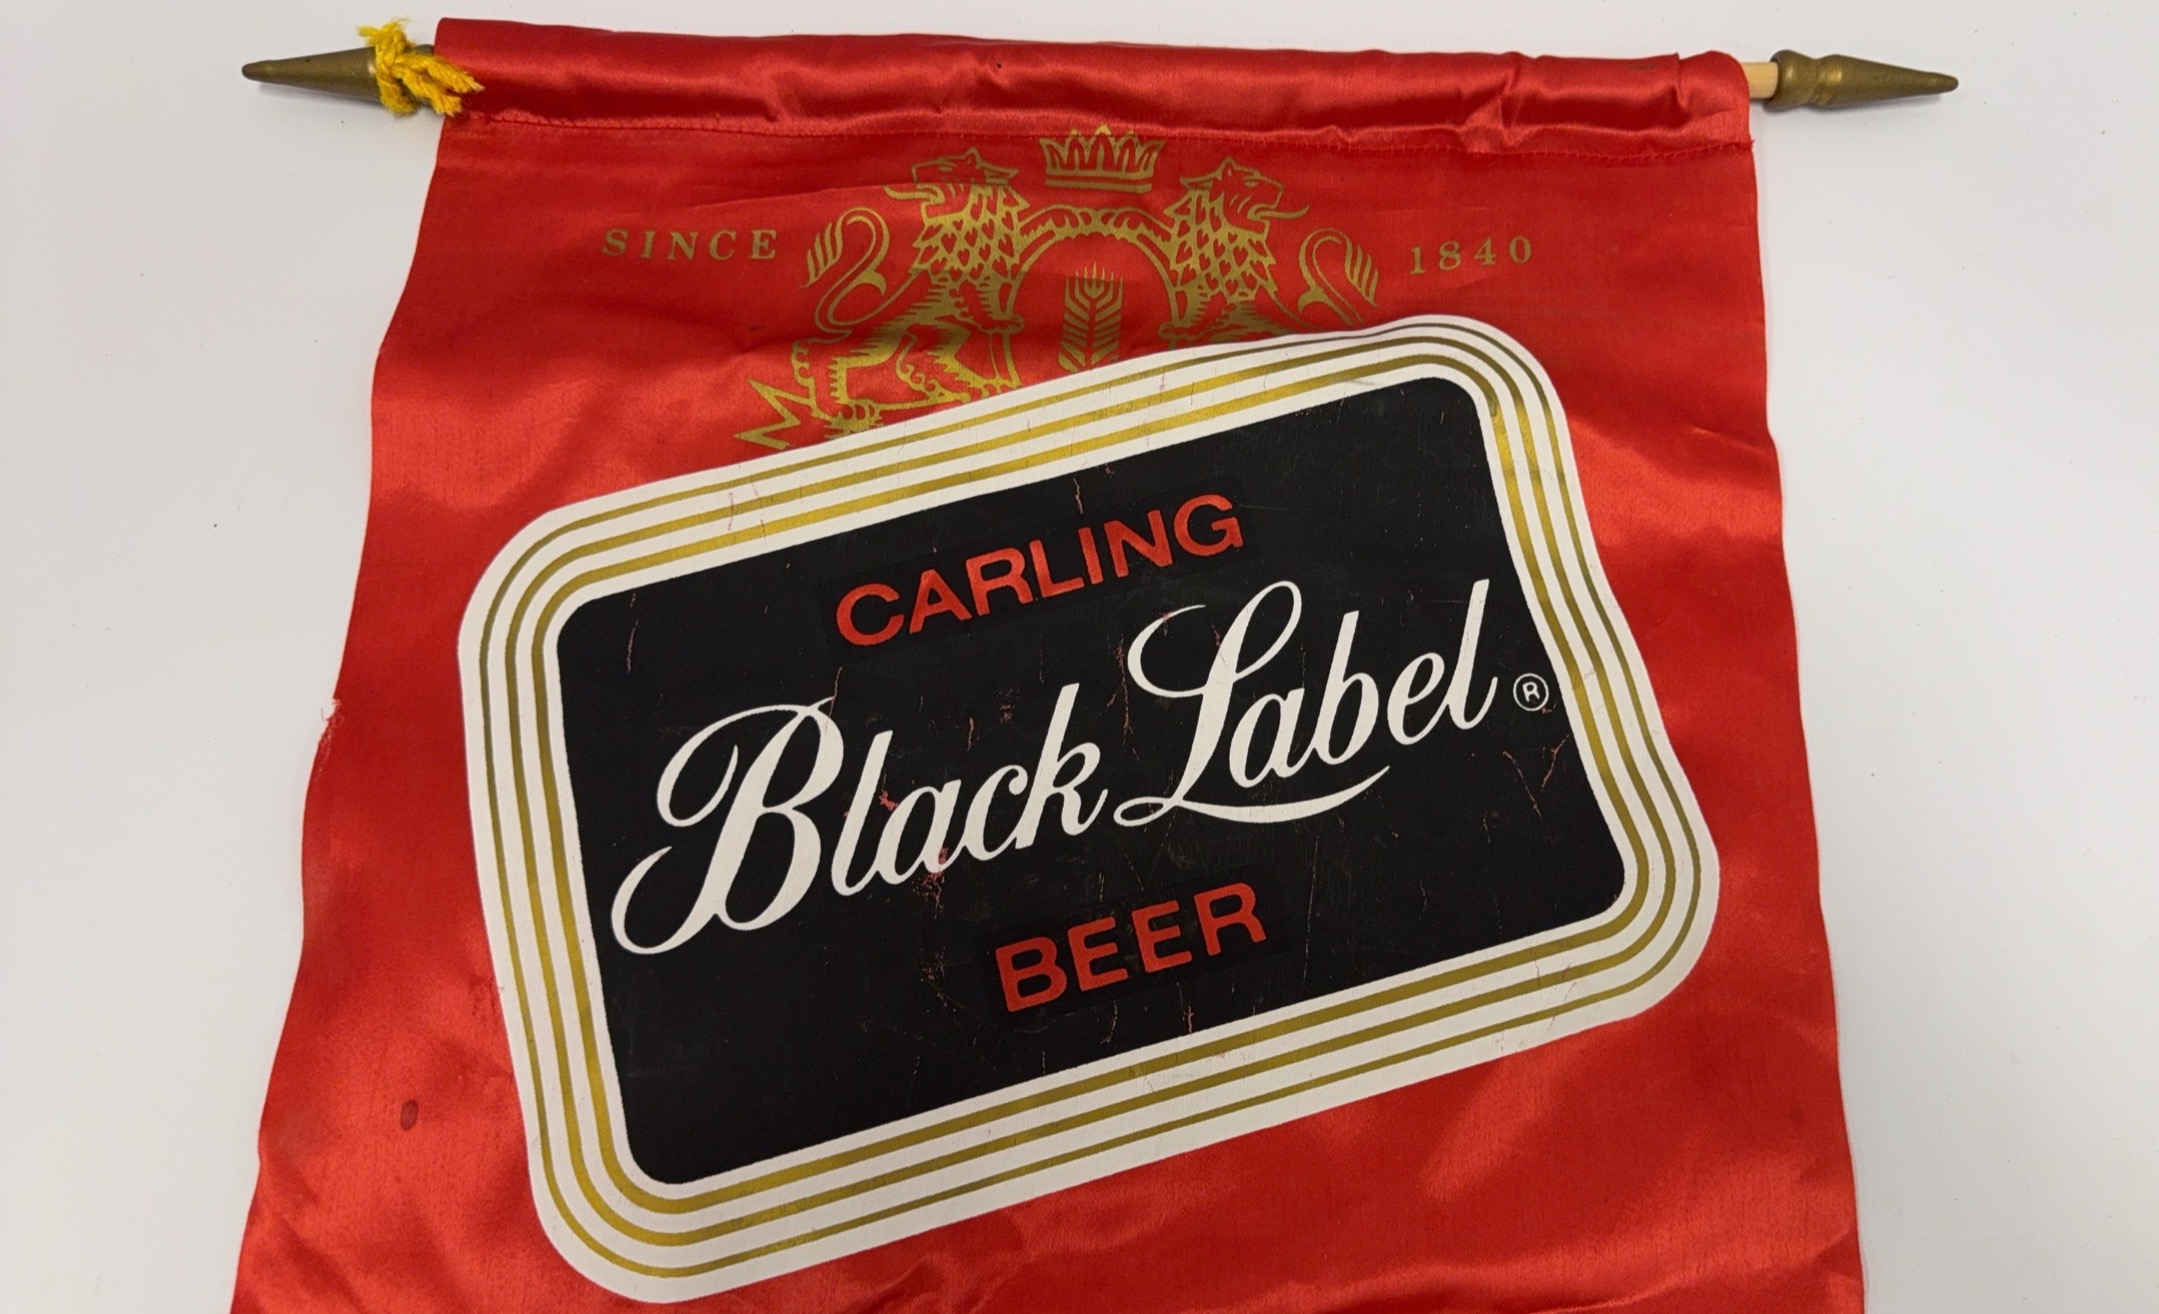 SINCE 1840
CARLING
Black Label ®
BEER